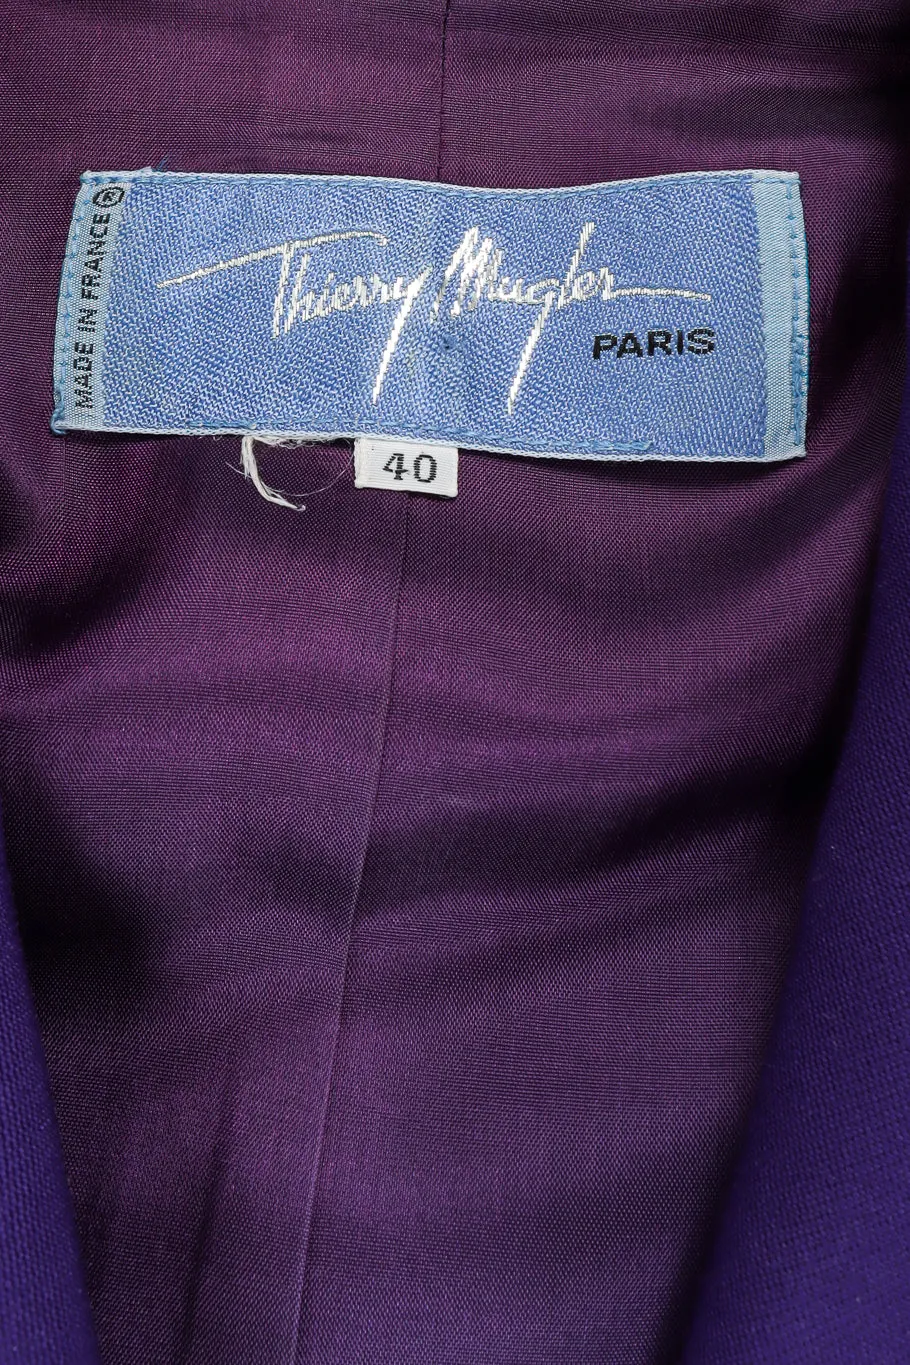 MADE IN FRANCE ®
Thierry Mugler
PARIS
40